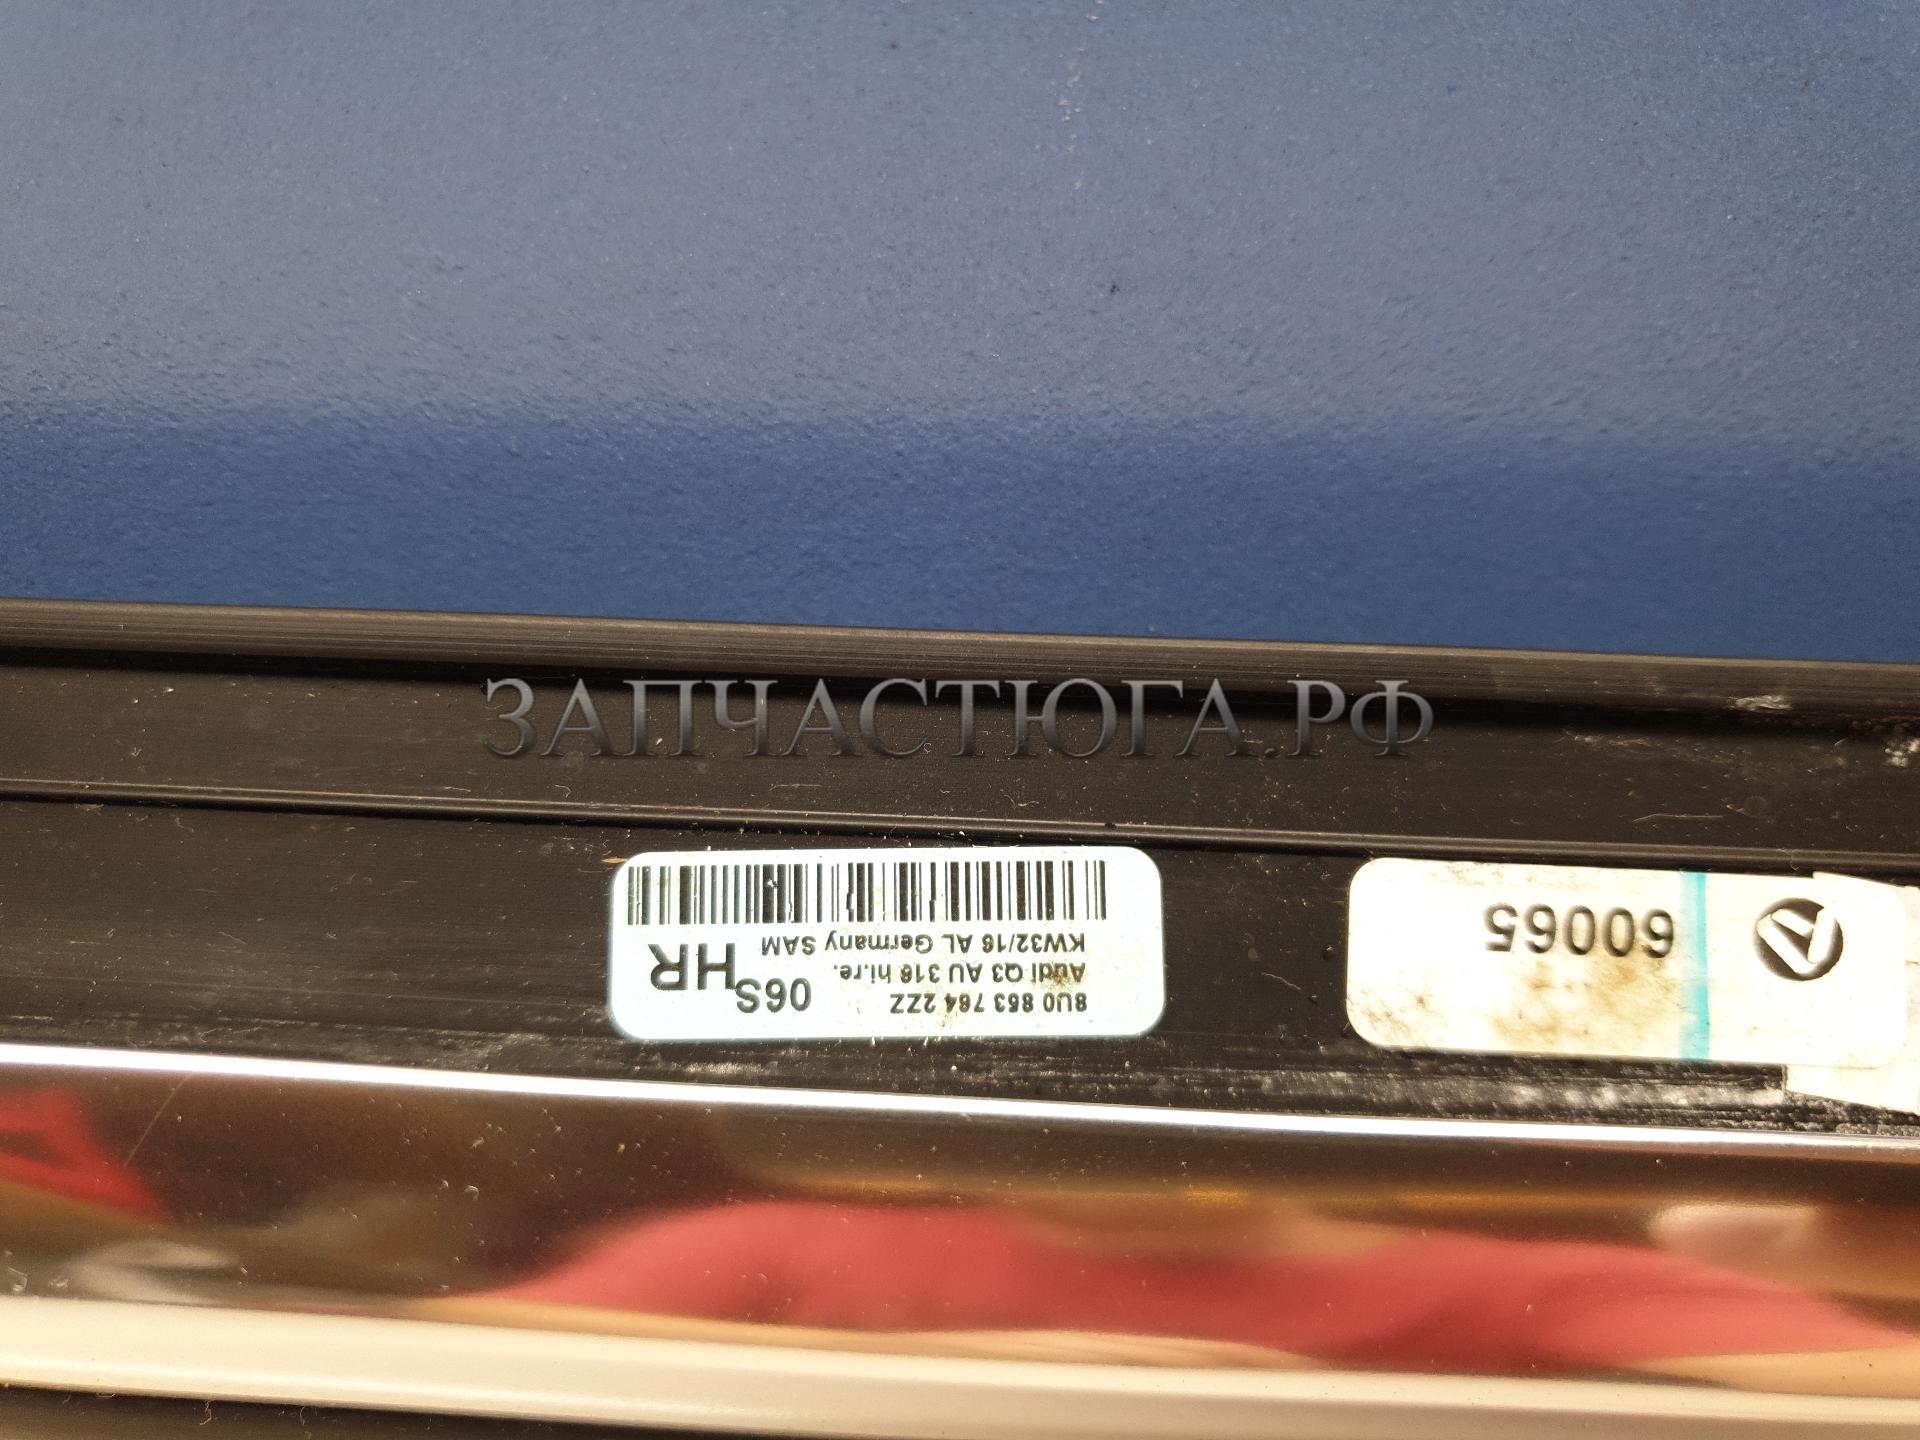 ЗАПЧАСТЮГА.РФ
8U0 853 764 2ZZ
Audi Q3 AU 316 hi.re.
KW32/16 AL Germany SAM
06S
HR
60065